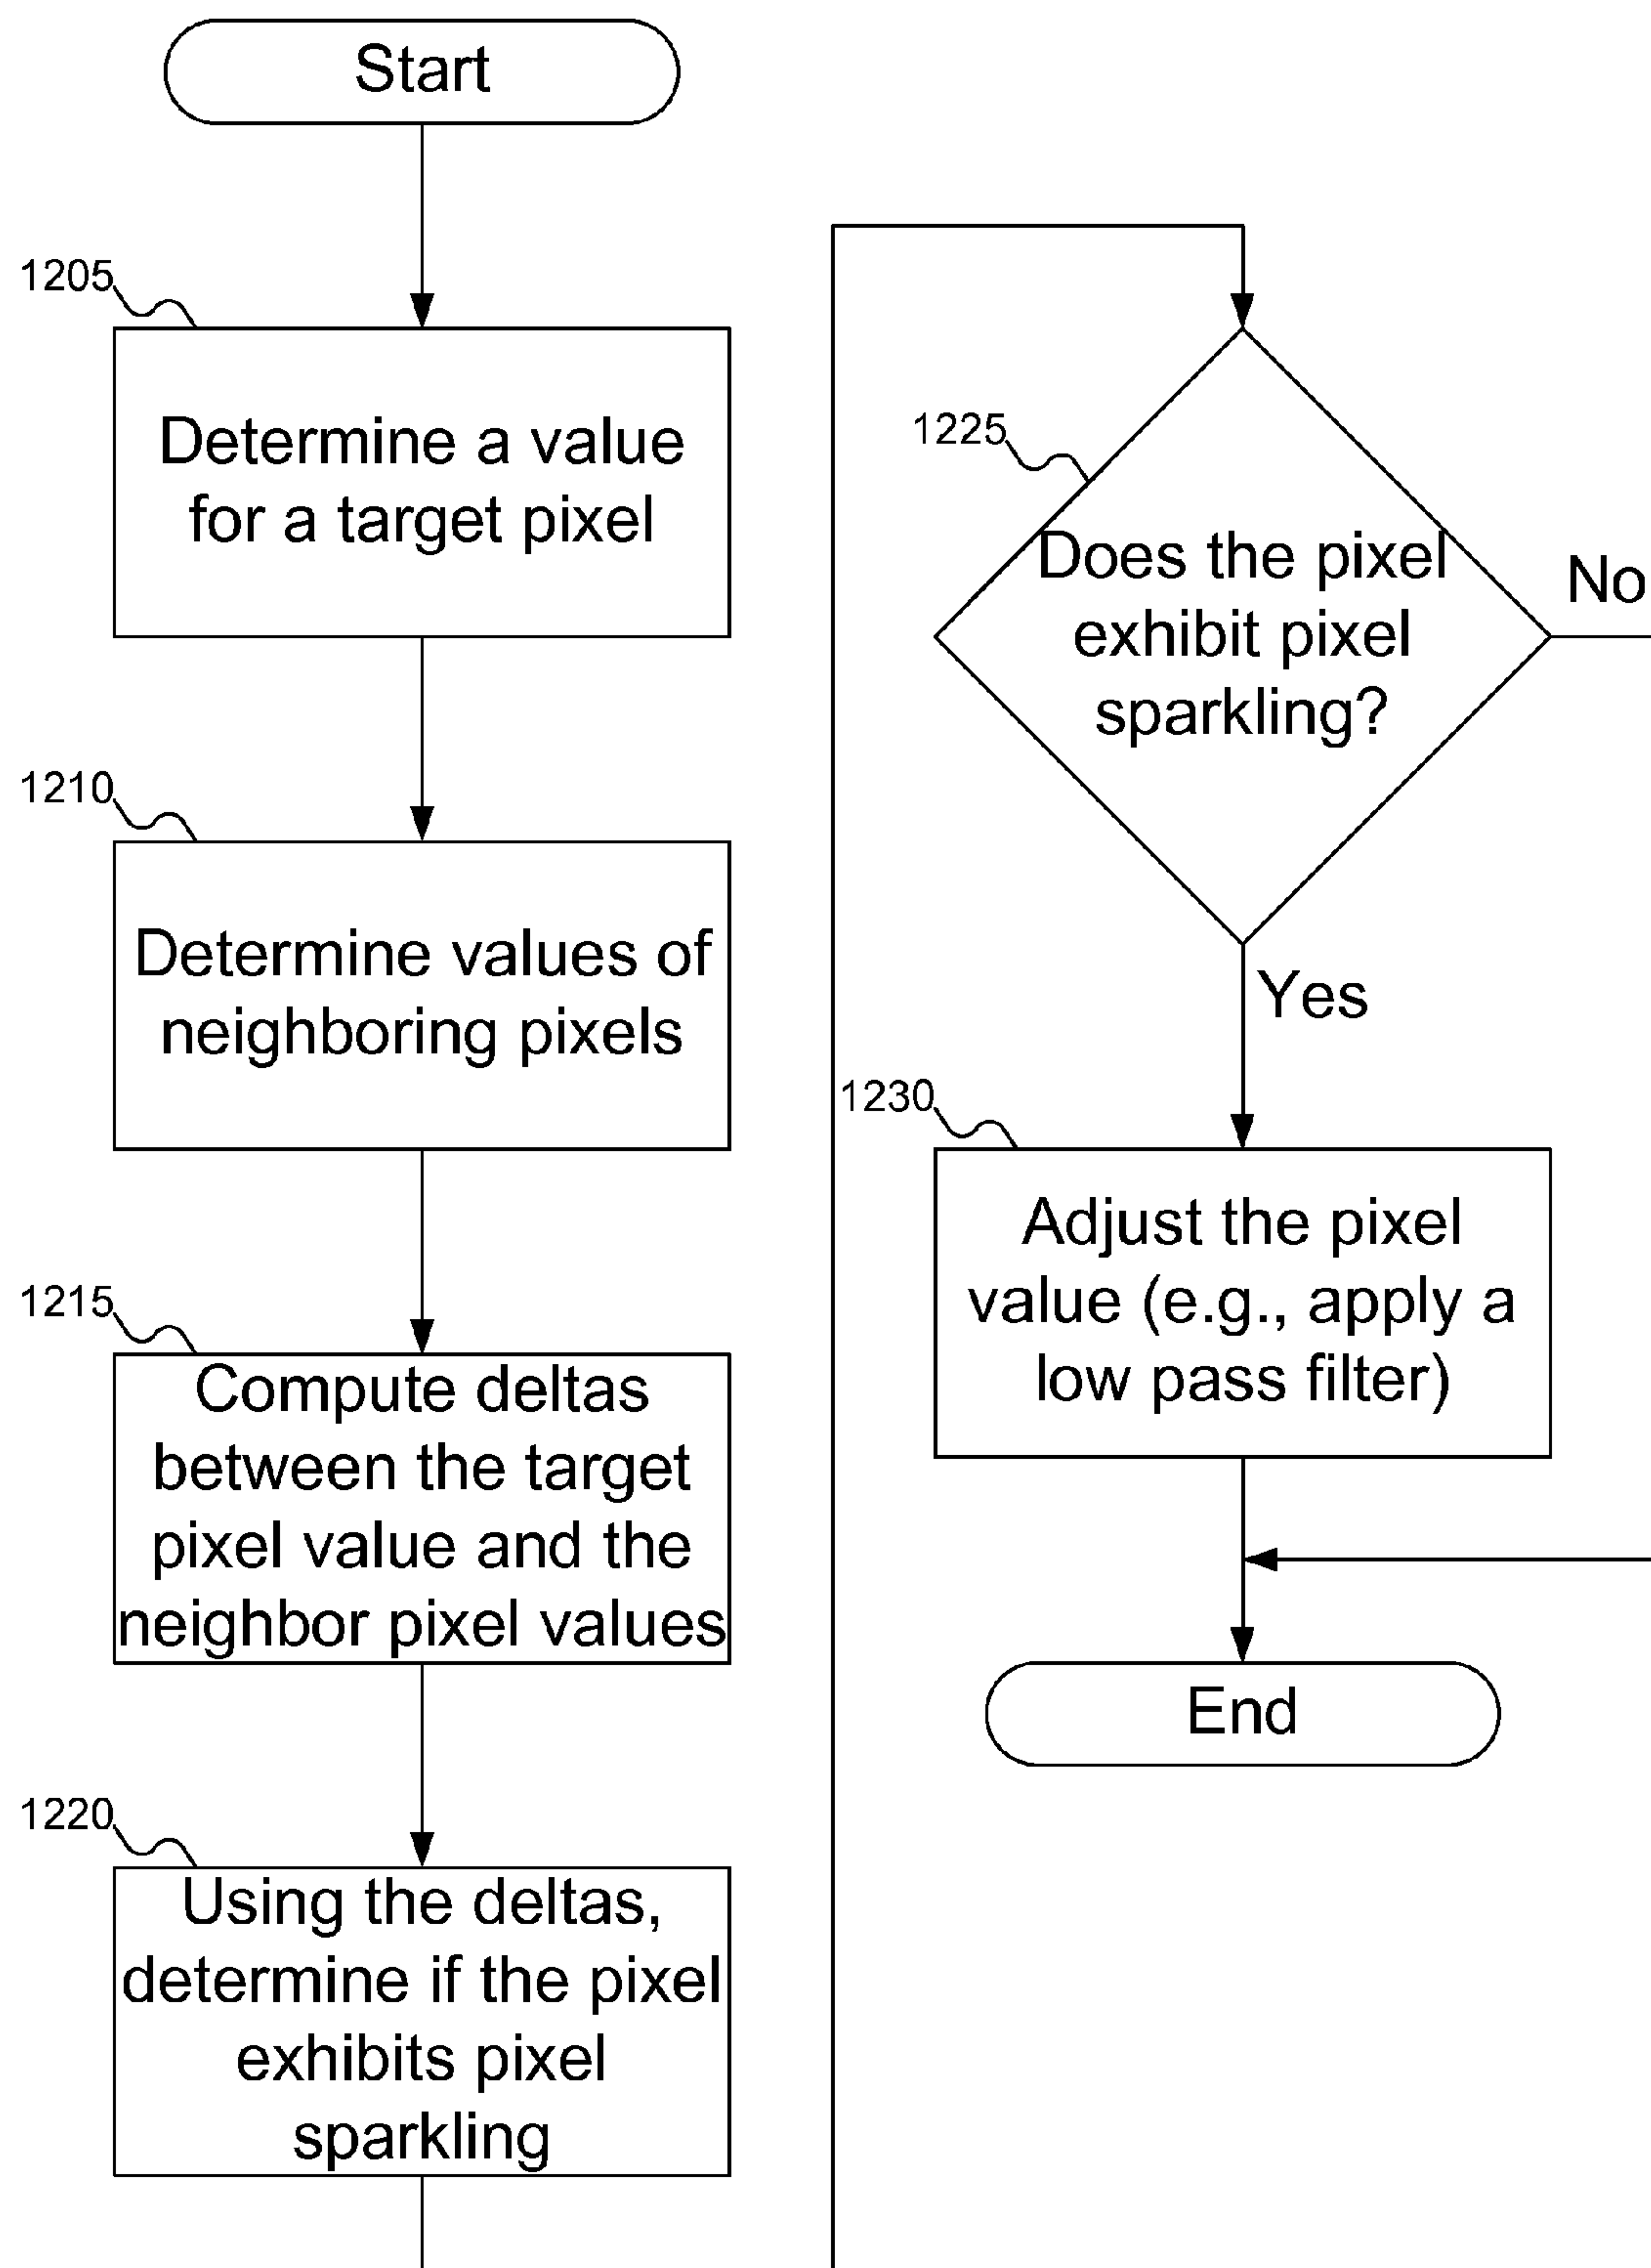 Start
1205
Determine a value
for a target pixel
1210
Determine values of
neighboring pixels
1215
Compute deltas
between the target
pixel value and the
neighbor pixel values
1220
Using the deltas,
determine if the pixel
exhibits pixel
sparkling
1225
Does the pixel
exhibit pixel
sparkling?
No
Yes
1230
Adjust the pixel
value (e.g., apply a
low pass filter)
End